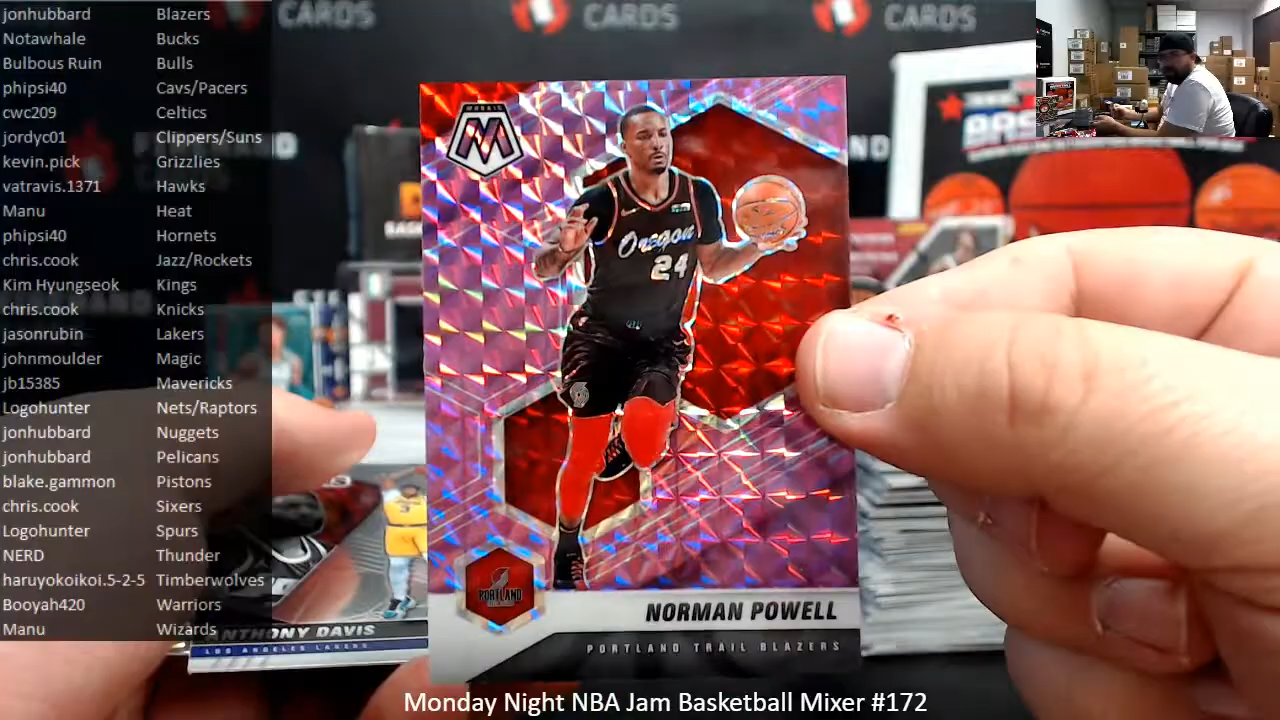 jonhubbard Blazers
Notawhale Bucks
Bulbous Ruin Bulls
phipsi40 Cavs/Pacers
cwc209 Celtics
jordyc01 Clippers/Suns
kevin.pick Grizzlies
vatravis.1371 Hawks
Manu Heat
phipsi40 Hornets
chris.cook Jazz/Rockets
Kim Hyungseok Kings
chris.cook Knicks
jasonrubin Lakers
johnmoulder Magic
jb15385 Mavericks
Logohunter Nets/Raptors
jonhubbard Nuggets
jonhubbard Pelicans
blake.gammon Pistons
chris.cook Sixers
Logohunter Spurs
NERD Thunder
haruyokoikoi.5-2-5 Timberwolves
Booyah420 Warriors
Manu Wizards
CARDS
CARDS
CARDS
MOSAIC
M
Oregon
24
PORTLAND
NORMAN POWELL
PORTLAND TRAIL BLAZERS
ANTHONY DAVIS
LOS ANGELES LAKERS
Monday Night NBA Jam Basketball Mixer #172